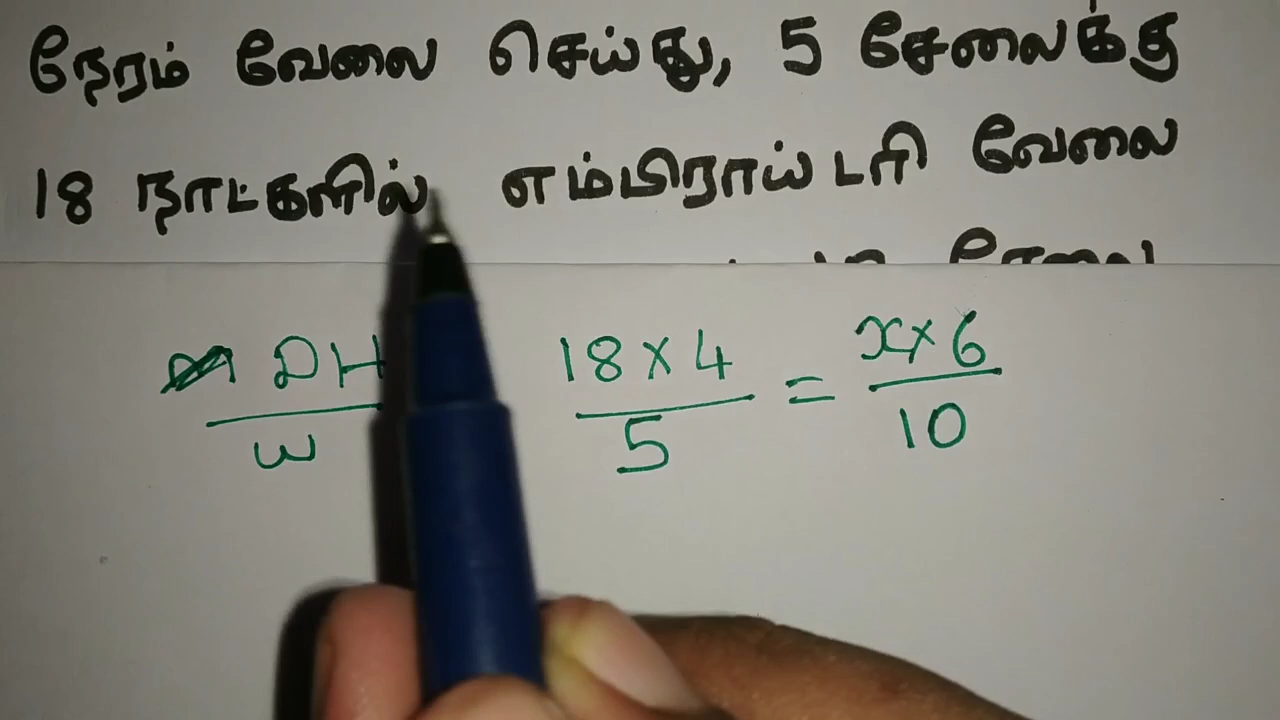 நேரம் வேலை செய்து, 5 சேலைக்கு
18 நாட்களில் எம்பிராய்டரி வேலை
DH / W    18 x 4 / 5 = x x 6 / 10